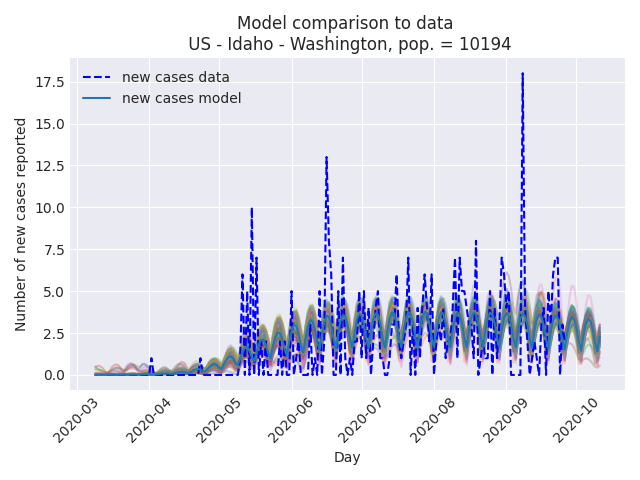 Model comparison to data
US - Idaho - Washington, pop. = 10194
new cases data
new cases model
Number of new cases reported
17.5
15.0
12.5
10.0
7.5
5.0
2.5
0.0
2020-03
2020-04
2020-05
2020-06
2020-07
2020-08
2020-09
2020-10
Day